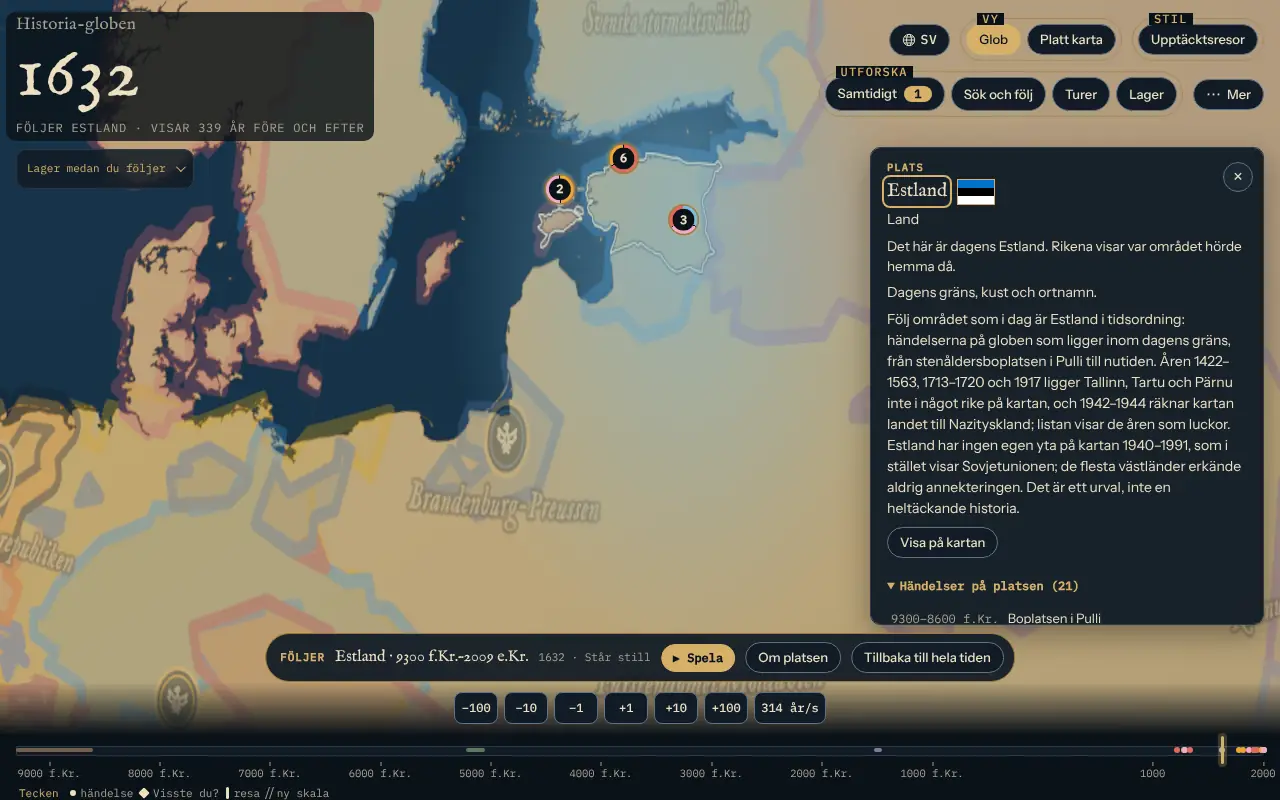 Historia-globen
1632
FÖLJER ESTLAND · VISAR 339 ÅR FÖRE OCH EFTER
Lager medan du följer
Svenska stormaktsväldet
SV
VY
Glob
Platt karta
STIL
Upptäcktsresor
UTFORSKA
Samtidigt 1
Sök och följ
Turer
Lager
··· Mer
6
2
3
PLATS
Estland
×
Land
Det här är dagens Estland. Rikena visar var området hörde
hemma då.
Dagens gräns, kust och ortnamn.
Följ området som i dag är Estland i tidsordning:
händelserna på globen som ligger inom dagens gräns,
från stenåldersboplatsen i Pulli till nutiden. Åren 1422–
1563, 1713–1720 och 1917 ligger Tallinn, Tartu och Pärnu
inte i något rike på kartan, och 1942–1944 räknar kartan
landet till Nazityskland; listan visar de åren som luckor.
Estland har ingen egen yta på kartan 1940–1991, som i
stället visar Sovjetunionen; de flesta västländer erkände
aldrig annekteringen. Det är ett urval, inte en
heltäckande historia.
Visa på kartan
▼ Händelser på platsen (21)
9300–8600 f.Kr. Boplatsen i Pulli
Brandenburg-Preussen
republiken
FÖLJER Estland · 9300 f.Kr.–2009 e.Kr. 1632 · Står still
► Spela
Om platsen
Tillbaka till hela tiden
−100
−10
−1
+1
+10
+100
314 år/s
9000 f.Kr.
8000 f.Kr.
7000 f.Kr.
6000 f.Kr.
5000 f.Kr.
4000 f.Kr.
3000 f.Kr.
2000 f.Kr.
1000 f.Kr.
1000
2000
Tecken ● händelse ◆ Visste du? ▌ resa // ny skala